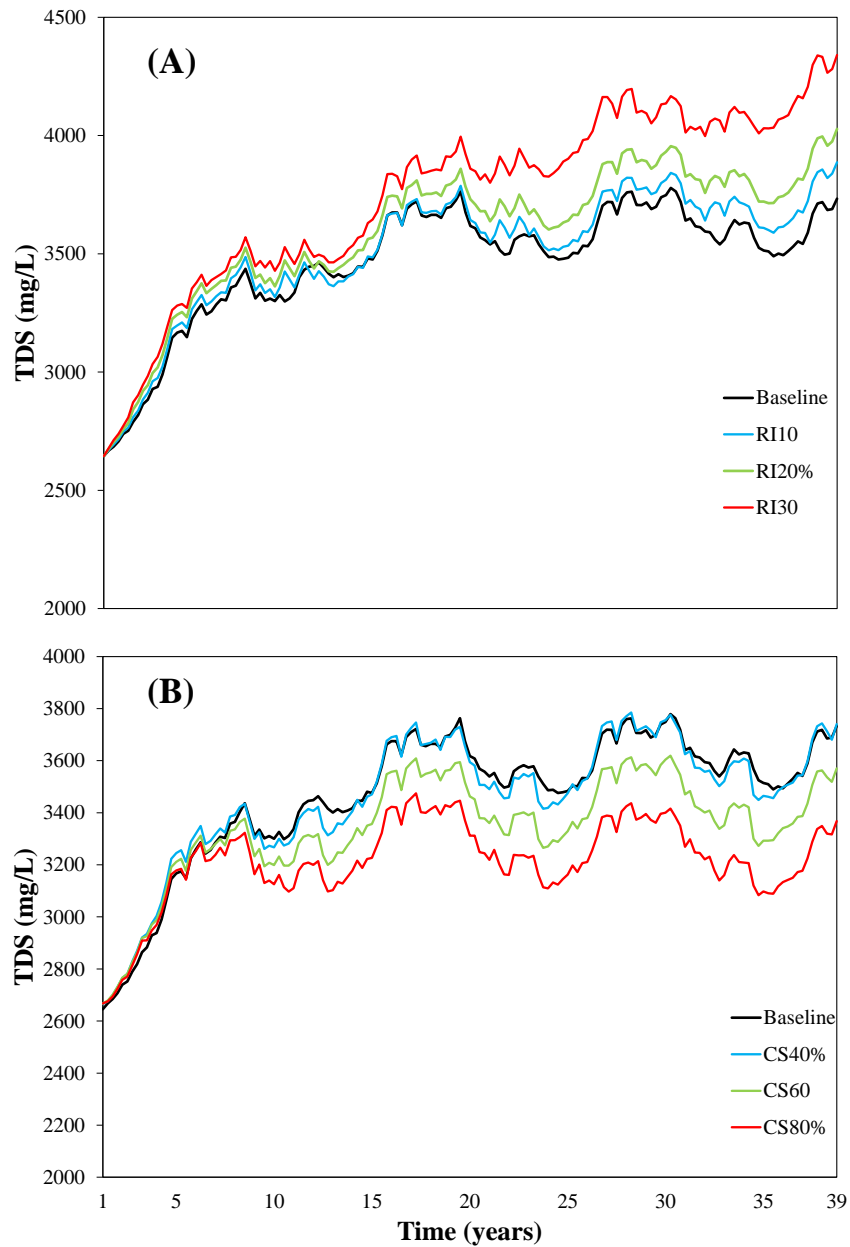 4500
(A)
4000
3500
TDS (mg/L)
3000
Baseline
RI10
2500
RI20%
RI30
2000
4000
(B)
3800
3600
3400
3200
TDS (mg/L)
3000
2800
2600
Baseline
2400
CS40%
CS60
2200
CS80%
2000
1 5 10 15 20 25 30 35 39
Time (years)